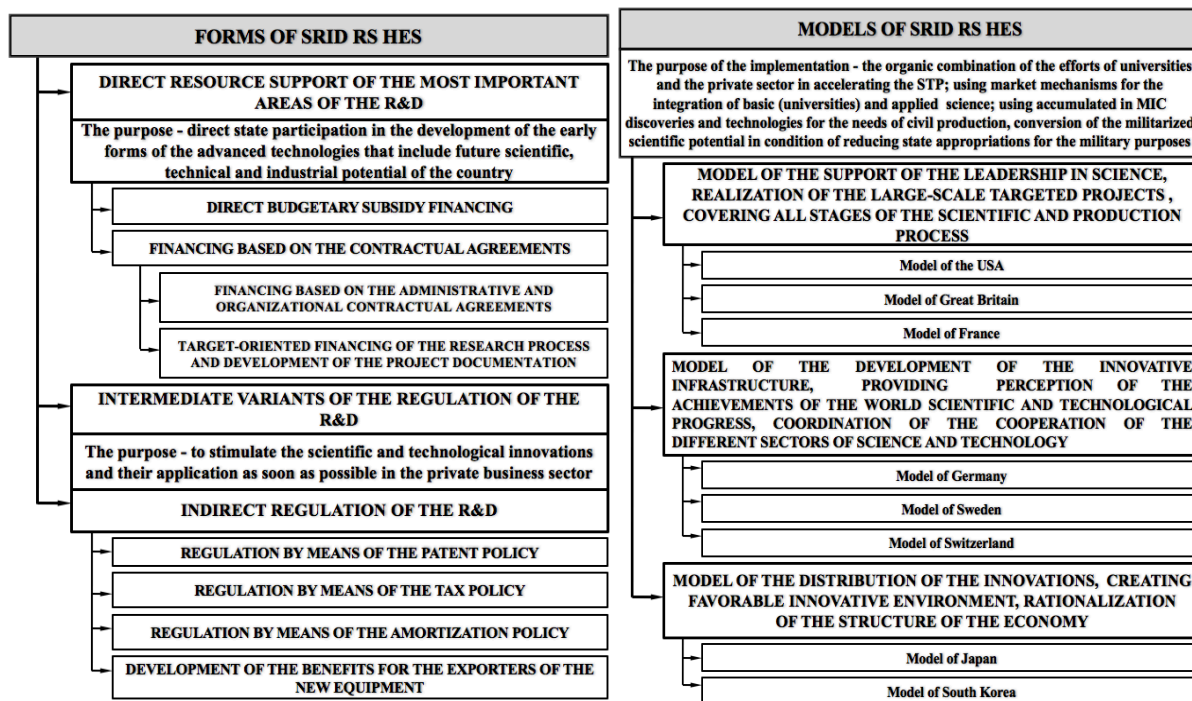 FORMS OF SRID RS HES
DIRECT RESOURCE SUPPORT OF THE MOST IMPORTANT
AREAS OF THE R&D
The purpose - direct state participation in the development of the early
forms of the advanced technologies that include future scientific,
technical and industrial potential of the country
DIRECT BUDGETARY SUBSIDY FINANCING
FINANCING BASED ON THE CONTRACTUAL AGREEMENTS
FINANCING BASED ON THE ADMINISTRATIVE AND
ORGANIZATIONAL CONTRACTUAL AGREEMENTS
TARGET-ORIENTED FINANCING OF THE RESEARCH PROCESS
AND DEVELOPMENT OF THE PROJECT DOCUMENTATION
INTERMEDIATE VARIANTS OF THE REGULATION OF THE
R&D
The purpose - to stimulate the scientific and technological innovations
and their application as soon as possible in the private business sector
INDIRECT REGULATION OF THE R&D
REGULATION BY MEANS OF THE PATENT POLICY
REGULATION BY MEANS OF THE TAX POLICY
REGULATION BY MEANS OF THE AMORTIZATION POLICY
DEVELOPMENT OF THE BENEFITS FOR THE EXPORTERS OF THE
NEW EQUIPMENT
MODELS OF SRID RS HES
The purpose of the implementation - the organic combination of the efforts of universities
and the private sector in accelerating the STP; using market mechanisms for the
integration of basic (universities) and applied science; using accumulated in MIC
discoveries and technologies for the needs of civil production, conversion of the militarized
scientific potential in condition of reducing state appropriations for the military purposes
MODEL OF THE SUPPORT OF THE LEADERSHIP IN SCIENCE,
REALIZATION OF THE LARGE-SCALE TARGETED PROJECTS ,
COVERING ALL STAGES OF THE SCIENTIFIC AND PRODUCTION
PROCESS
Model of the USA
Model of Great Britain
Model of France
MODEL OF THE DEVELOPMENT OF THE INNOVATIVE
INFRASTRUCTURE, PROVIDING PERCEPTION OF THE
ACHIEVEMENTS OF THE WORLD SCIENTIFIC AND TECHNOLOGICAL
PROGRESS, COORDINATION OF THE COOPERATION OF THE
DIFFERENT SECTORS OF SCIENCE AND TECHNOLOGY
Model of Germany
Model of Sweden
Model of Switzerland
MODEL OF THE DISTRIBUTION OF THE INNOVATIONS, CREATING
FAVORABLE INNOVATIVE ENVIRONMENT, RATIONALIZATION
OF THE STRUCTURE OF THE ECONOMY
Model of Japan
Model of South Korea